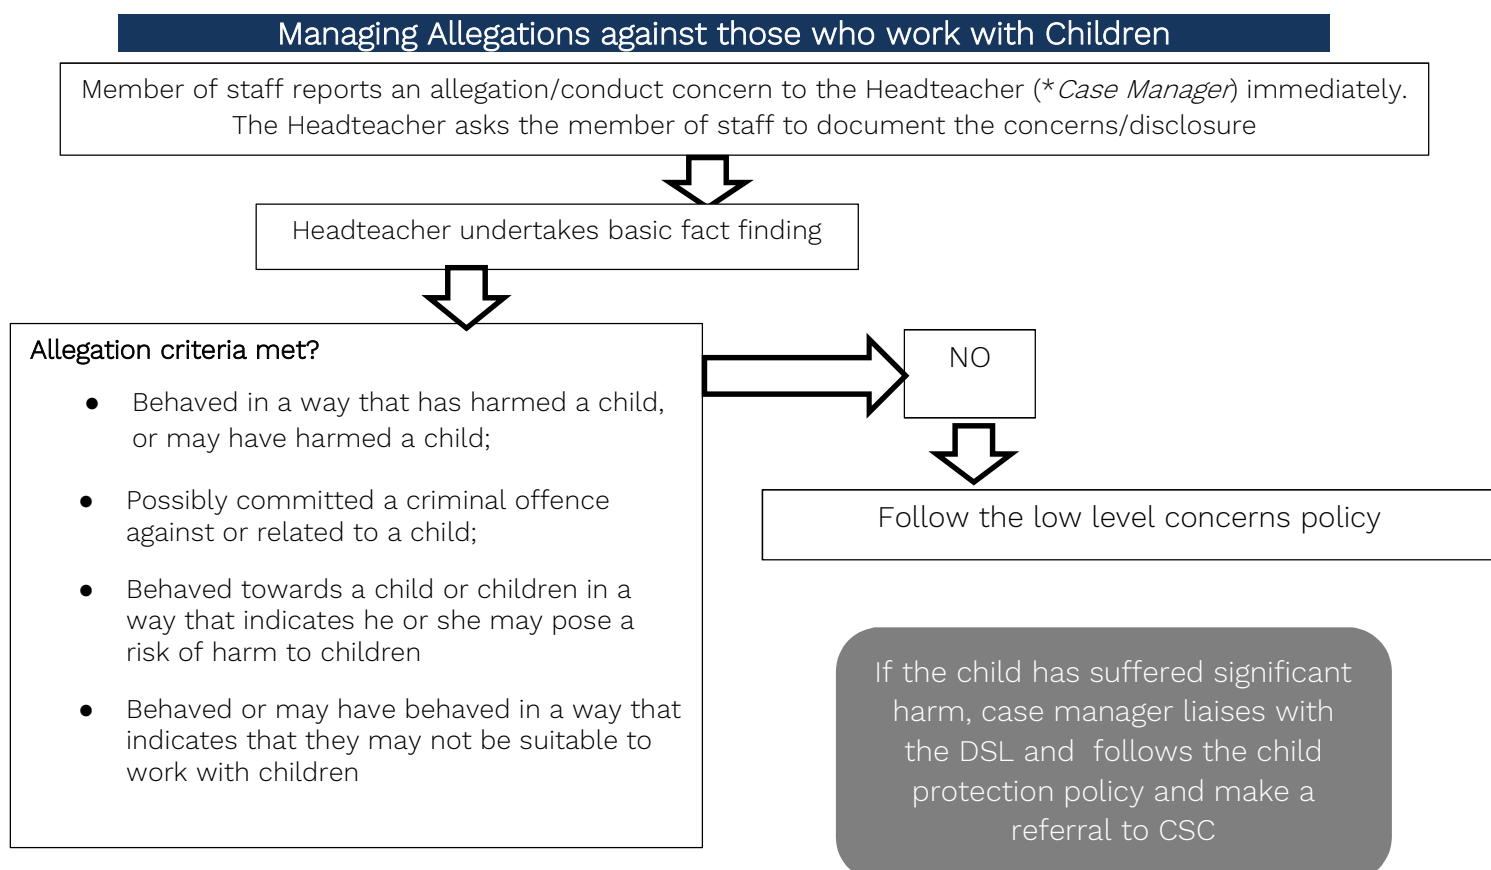 Managing Allegations against those who work with Children
Member of staff reports an allegation/conduct concern to the Headteacher (*Case Manager) immediately.
The Headteacher asks the member of staff to document the concerns/disclosure
Headteacher undertakes basic fact finding
Allegation criteria met?
● Behaved in a way that has harmed a child,
or may have harmed a child;
● Possibly committed a criminal offence
against or related to a child;
● Behaved towards a child or children in a
way that indicates he or she may pose a
risk of harm to children
● Behaved or may have behaved in a way that
indicates that they may not be suitable to
work with children
NO
Follow the low level concerns policy
If the child has suffered significant
harm, case manager liaises with
the DSL and follows the child
protection policy and make a
referral to CSC